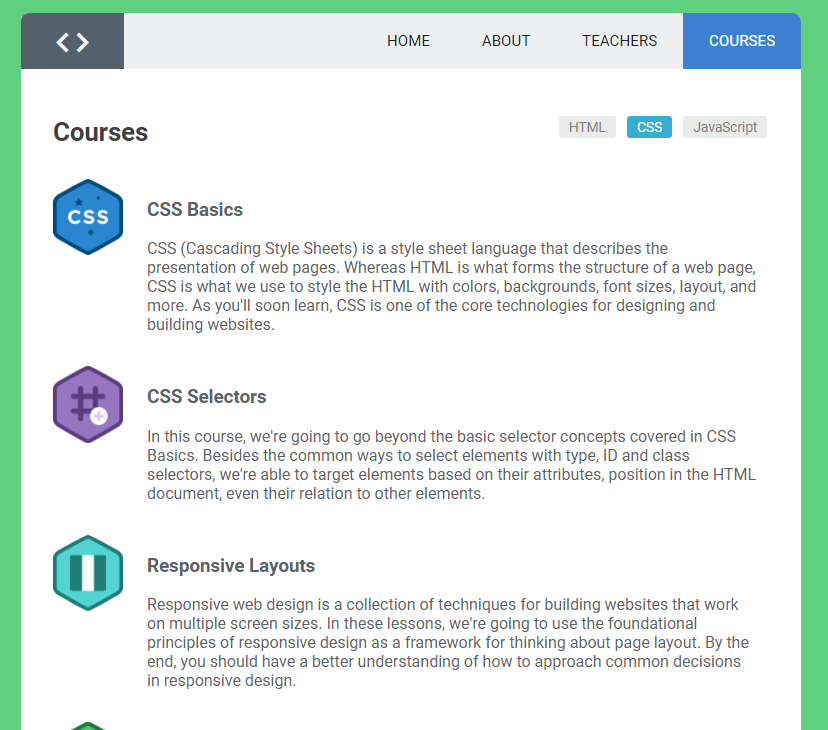 HOME ABOUT TEACHERS COURSES
Courses
HTML CSS JavaScript
CSS
CSS Basics
CSS (Cascading Style Sheets) is a style sheet language that describes the
presentation of web pages. Whereas HTML is what forms the structure of a web page,
CSS is what we use to style the HTML with colors, backgrounds, font sizes, layout, and
more. As you'll soon learn, CSS is one of the core technologies for designing and
building websites.
CSS Selectors
In this course, we're going to go beyond the basic selector concepts covered in CSS
Basics. Besides the common ways to select elements with type, ID and class
selectors, we're able to target elements based on their attributes, position in the HTML
document, even their relation to other elements.
Responsive Layouts
Responsive web design is a collection of techniques for building websites that work
on multiple screen sizes. In these lessons, we're going to use the foundational
principles of responsive design as a framework for thinking about page layout. By the
end, you should have a better understanding of how to approach common decisions
in responsive design.